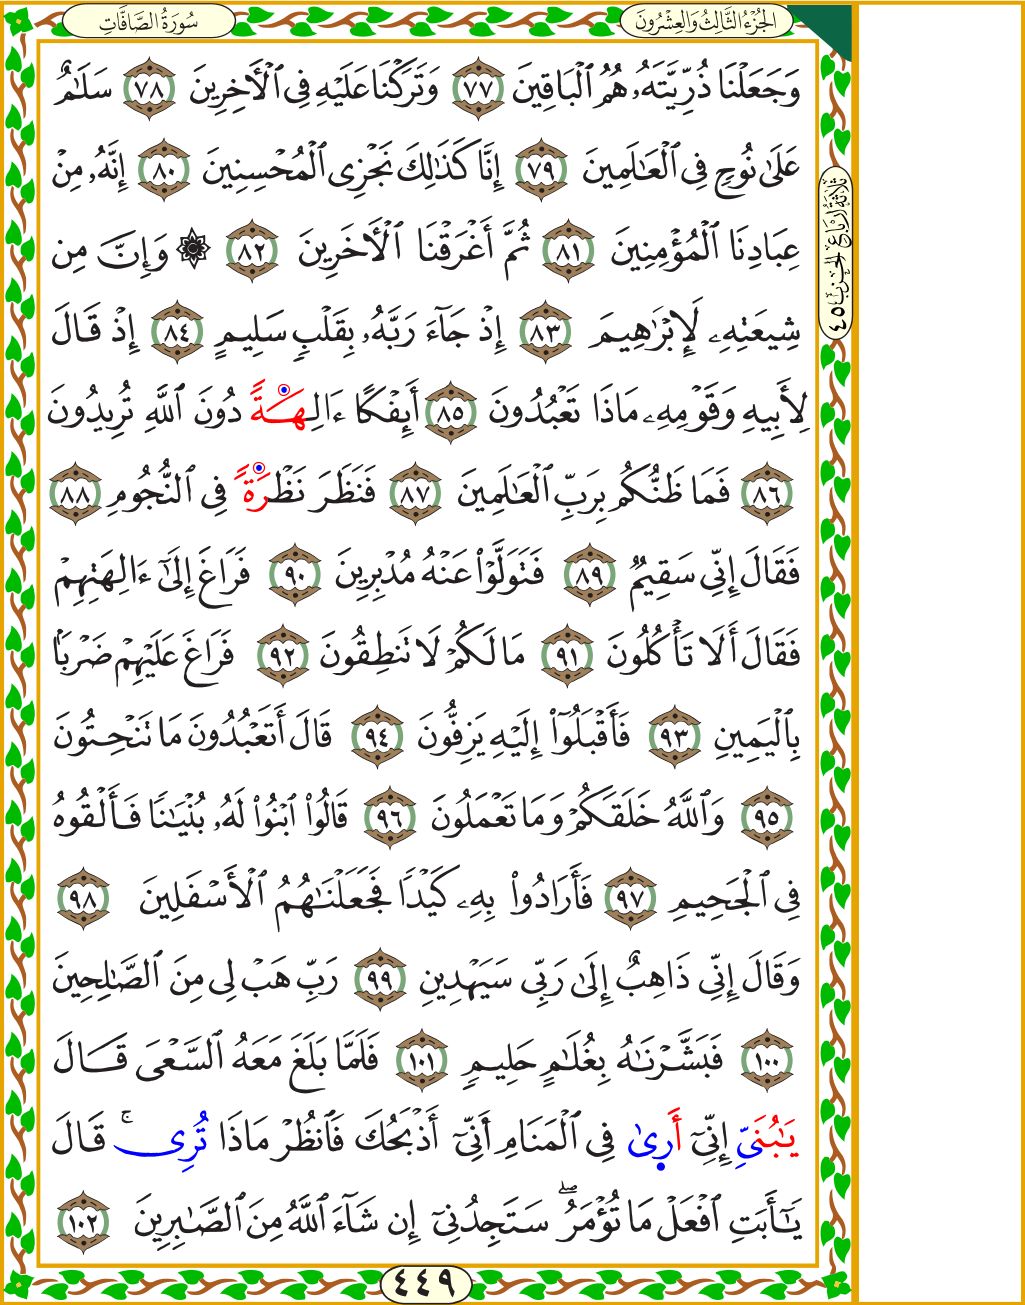 سُورَةُ الصَّافَّاتِ
الجُزْءُ الثَّالِثُ وَالعِشْرُونَ
وَجَعَلْنَا ذُرِّيَّتَهُۥ هُمُ ٱلْبَاقِينَ ٧٧ وَتَرَكْنَا عَلَيْهِ فِى ٱلْأَخِرِينَ ٧٨ سَلَٰمٌ
عَلَىٰ نُوحٍ فِى ٱلْعَٰلَمِينَ ٧٩ إِنَّا كَذَٰلِكَ نَجْزِى ٱلْمُحْسِنِينَ ٨٠ إِنَّهُۥ مِنْ
عِبَادِنَا ٱلْمُؤْمِنِينَ ٨١ ثُمَّ أَغْرَقْنَا ٱلْأَخَرِينَ ٨٢ ۞ وَإِنَّ مِن
شِيعَتِهِۦ لَإِبْرَٰهِيمَ ٨٣ إِذْ جَآءَ رَبَّهُۥ بِقَلْبٍ سَلِيمٍ ٨٤ إِذْ قَالَ
لِأَبِيهِ وَقَوْمِهِۦ مَاذَا تَعْبُدُونَ ٨٥ أَئِفْكًا ءَالِهَةً دُونَ ٱللَّهِ تُرِيدُونَ
٨٦ فَمَا ظَنُّكُم بِرَبِّ ٱلْعَٰلَمِينَ ٨٧ فَنَظَرَ نَظْرَةً فِى ٱلنُّجُومِ ٨٨
فَقَالَ إِنِّى سَقِيمٌ ٨٩ فَتَوَلَّوْا۟ عَنْهُ مُدْبِرِينَ ٩٠ فَرَاغَ إِلَىٰٓ ءَالِهَتِهِمْ
فَقَالَ أَلَا تَأْكُلُونَ ٩١ مَا لَكُمْ لَا تَنطِقُونَ ٩٢ فَرَاغَ عَلَيْهِمْ ضَرْبًۢا
بِٱلْيَمِينِ ٩٣ فَأَقْبَلُوٓا۟ إِلَيْهِ يَزِفُّونَ ٩٤ قَالَ أَتَعْبُدُونَ مَا تَنْحِتُونَ
٩٥ وَٱللَّهُ خَلَقَكُمْ وَمَا تَعْمَلُونَ ٩٦ قَالُوا۟ ٱبْنُوا۟ لَهُۥ بُنْيَٰنًا فَأَلْقُوهُ
فِى ٱلْجَحِيمِ ٩٧ فَأَرَادُوا۟ بِهِۦ كَيْدًا فَجَعَلْنَٰهُمُ ٱلْأَسْفَلِينَ ٩٨
وَقَالَ إِنِّى ذَاهِبٌ إِلَىٰ رَبِّى سَيَهْدِينِ ٩٩ رَبِّ هَبْ لِى مِنَ ٱلصَّٰلِحِينَ
١٠٠ فَبَشَّرْنَٰهُ بِغُلَٰمٍ حَلِيمٍ ١٠١ فَلَمَّا بَلَغَ مَعَهُ ٱلسَّعْىَ قَالَ
يَٰبُنَىِّ إِنِّىٓ أَرِىٰ فِى ٱلْمَنَامِ أَنِّىٓ أَذْبَحُكَ فَٱنظُرْ مَاذَا تُرِى ۚ قَالَ
يَٰٓأَبَتِ ٱفْعَلْ مَا تُؤْمَرُ ۖ سَتَجِدُنِىٓ إِن شَآءَ ٱللَّهُ مِنَ ٱلصَّٰبِرِينَ ١٠٢
ثلاثة أرباع الحزب ٤٥
٤٤٩